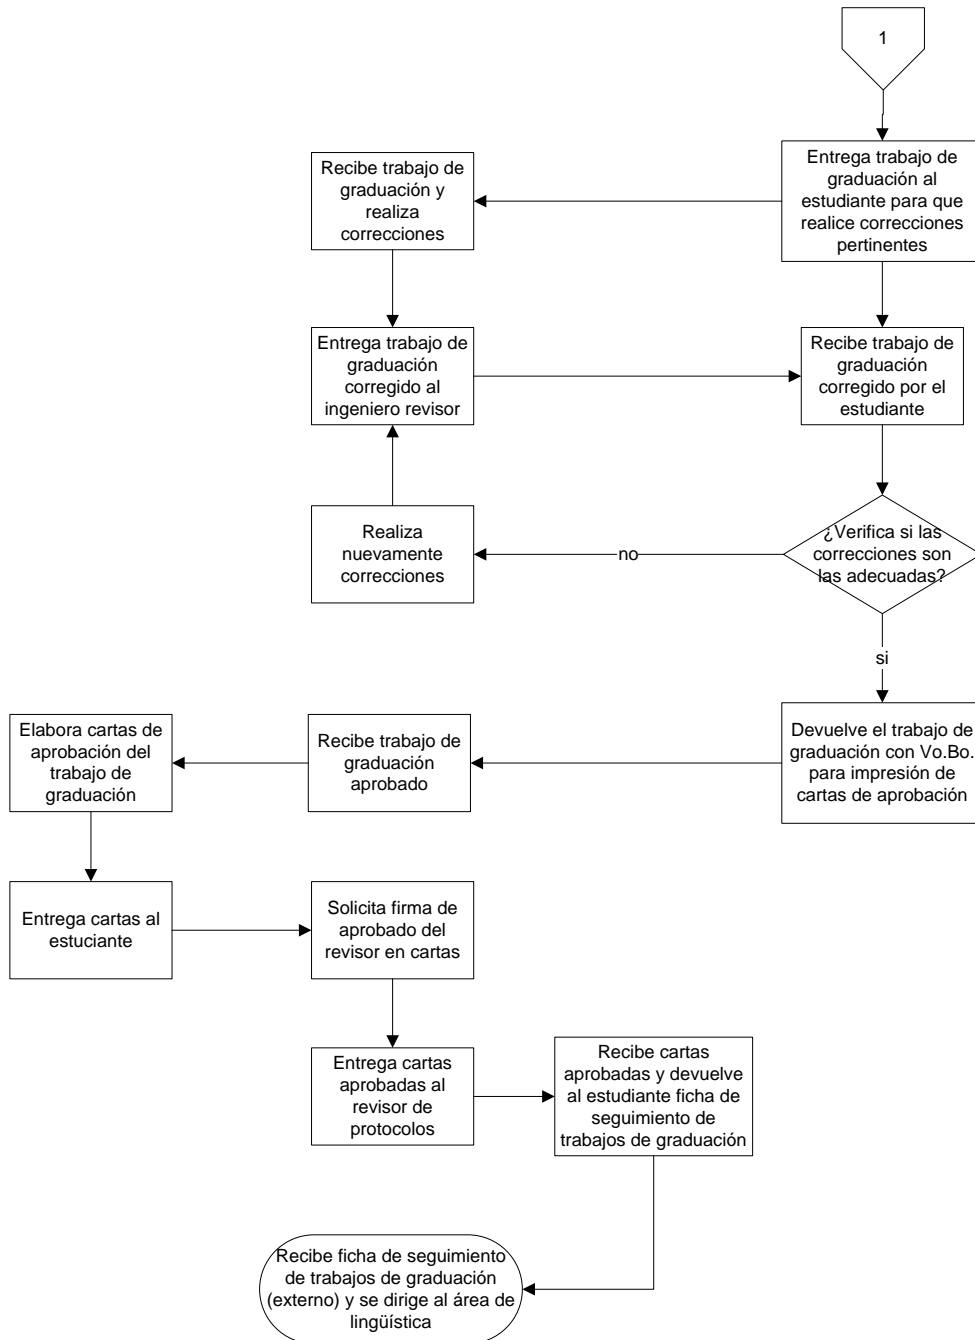 1
Entrega trabajo de
graduación al
estudiante para que
realice correcciones
pertinentes
Recibe trabajo de
graduación y
realiza
correcciones
Entrega trabajo de
graduación
corregido al
ingeniero revisor
Recibe trabajo de
graduación
corregido por el
estudiante
¿Verifica si las
correcciones son
las adecuadas?
no
Realiza
nuevamente
correcciones
si
Devuelve el trabajo de
graduación con Vo.Bo.
para impresión de
cartas de aprobación
Recibe trabajo de
graduación
aprobado
Elabora cartas de
aprobación del
trabajo de
graduación
Entrega cartas al
estuciante
Solicita firma de
aprobado del
revisor en cartas
Entrega cartas
aprobadas al
revisor de
protocolos
Recibe cartas
aprobadas y devuelve
al estudiante ficha de
seguimiento de
trabajos de graduación
Recibe ficha de seguimiento
de trabajos de graduación
(externo) y se dirige al área de
lingüística